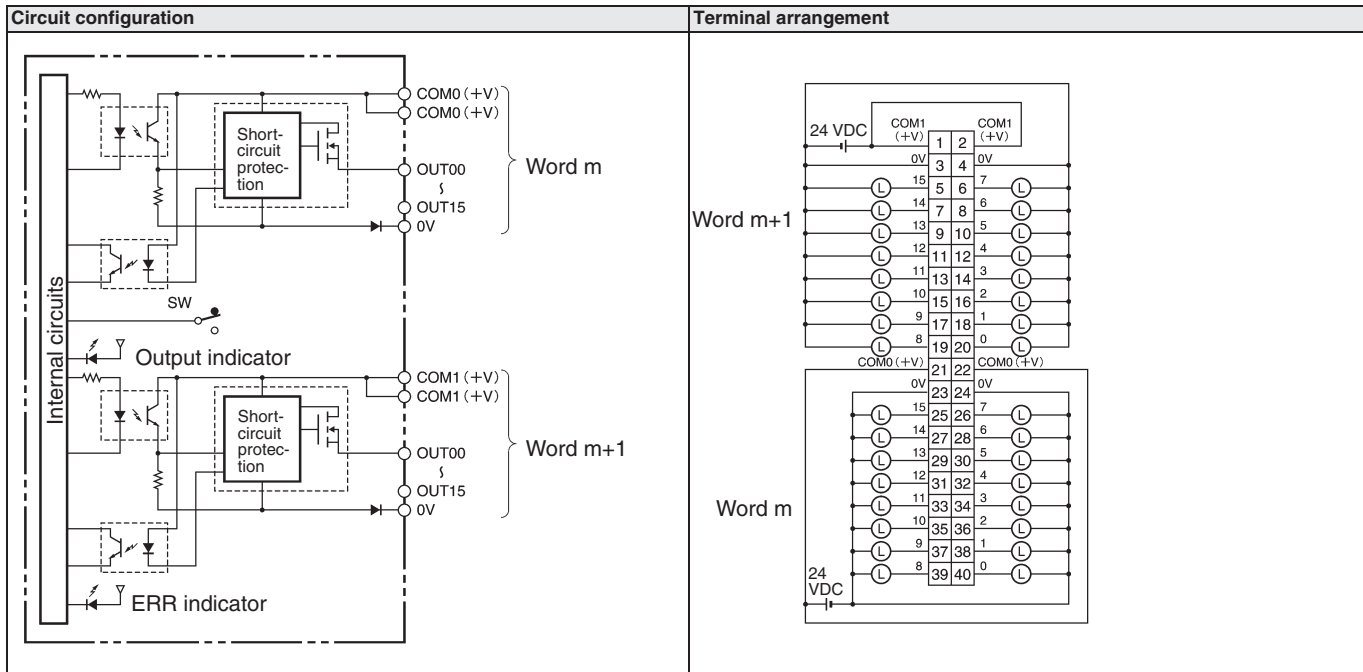 Circuit configuration
Terminal arrangement
Internal circuits
Short-
circuit
protec-
tion
COM0 (+V)
COM0 (+V)
OUT00
OUT15
0V
Word m
SW
Output indicator
Short-
circuit
protec-
tion
COM1 (+V)
COM1 (+V)
OUT00
OUT15
0V
Word m+1
ERR indicator
24 VDC
COM1
(+V)
COM1
(+V)
1 2
0V 3 4 0V
L 15 5 6 7 L
L 14 7 8 6 L
Word m+1
L 13 9 10 5 L
L 12 11 12 4 L
L 11 13 14 3 L
L 10 15 16 2 L
L 9 17 18 1 L
L 8 19 20 0 L
COM0 (+V) 21 22 COM0 (+V)
0V 23 24 0V
L 15 25 26 7 L
L 14 27 28 6 L
L 13 29 30 5 L
L 12 31 32 4 L
Word m
L 11 33 34 3 L
L 10 35 36 2 L
L 9 37 38 1 L
L 8 39 40 0 L
24
VDC